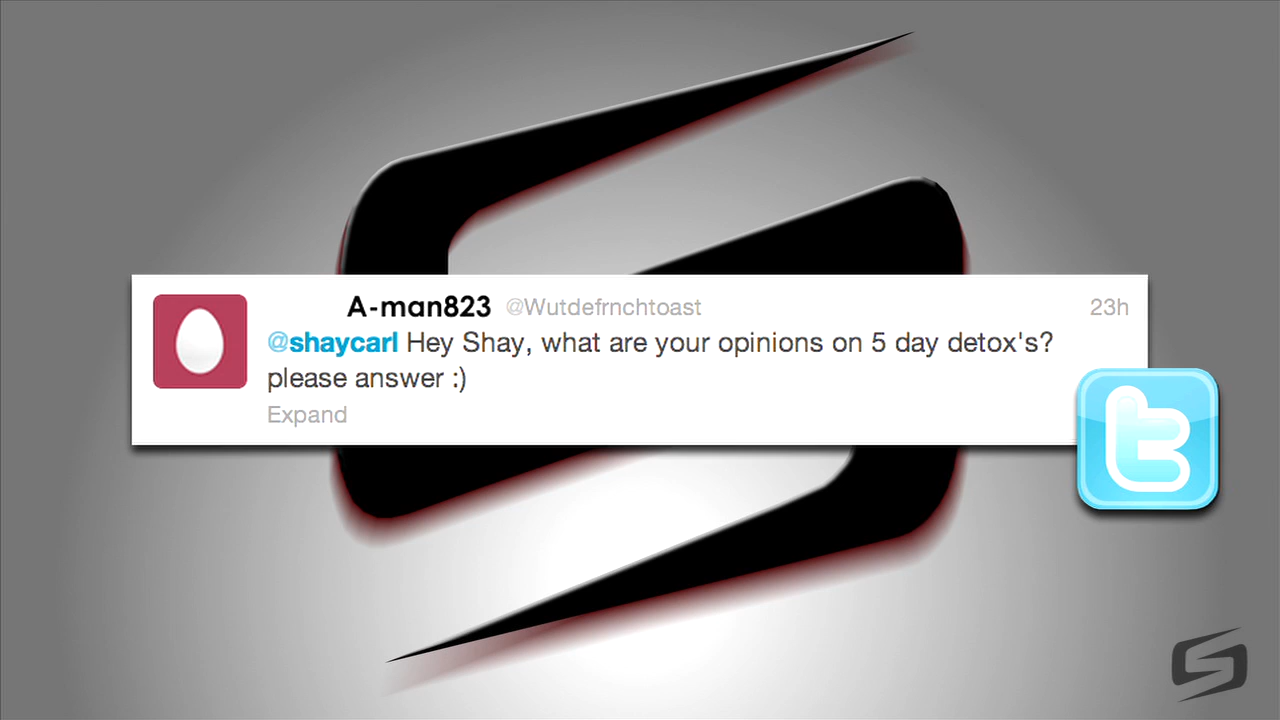 A-man823 @Wutdefrnchtoast 23h
@shaycarl Hey Shay, what are your opinions on 5 day detox's?
please answer :)
Expand